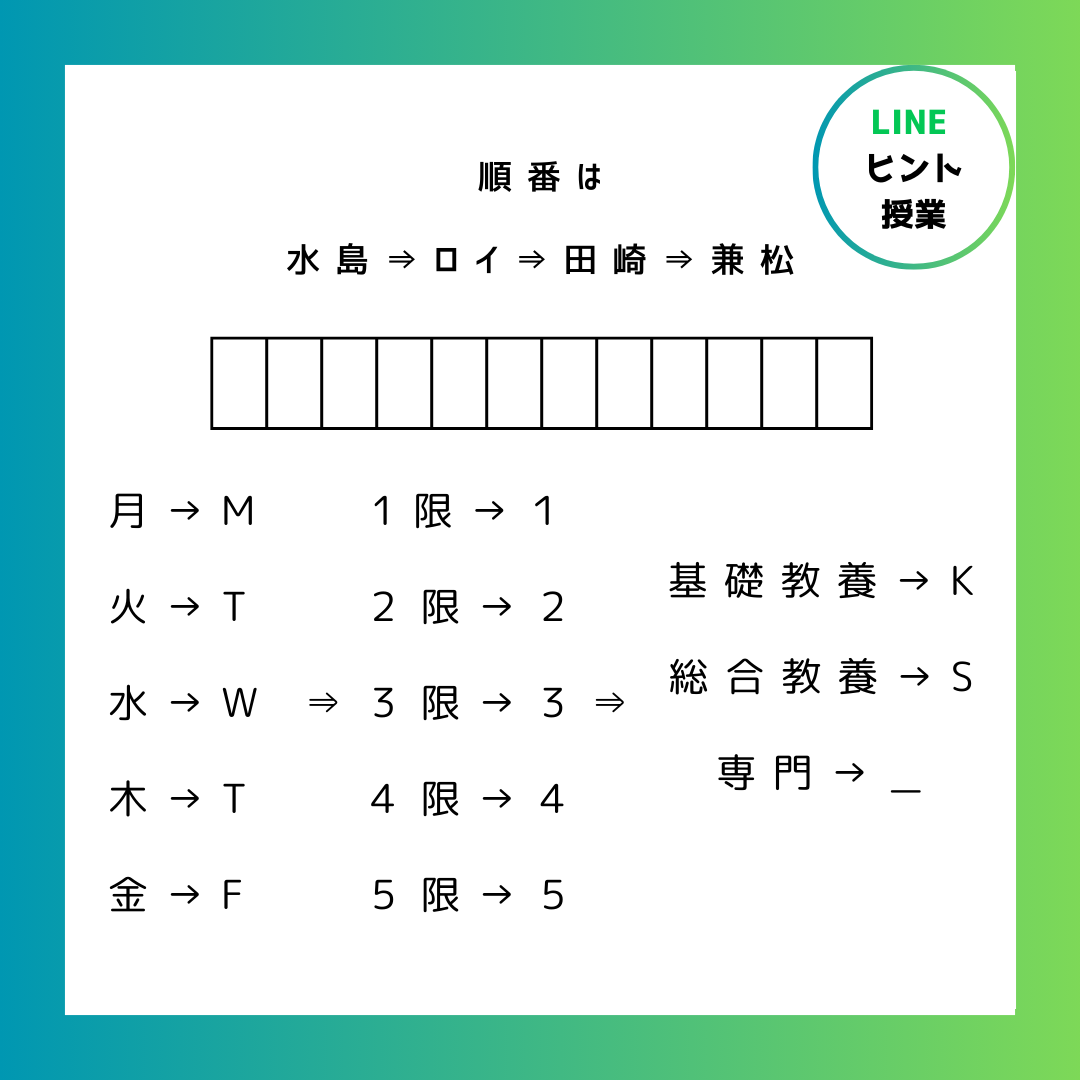 LINE
ヒント
授業
順番は
水島⇒ロイ⇒田崎⇒兼松
月→M 1限→1
基礎教養→K
火→T 2限→2
総合教養→S
水→W ⇒ 3限→3 ⇒
専門→_
木→T 4限→4
金→F 5限→5